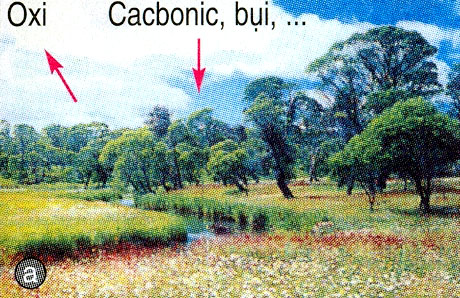 Oxi Cacbonic, bụi, ...
a